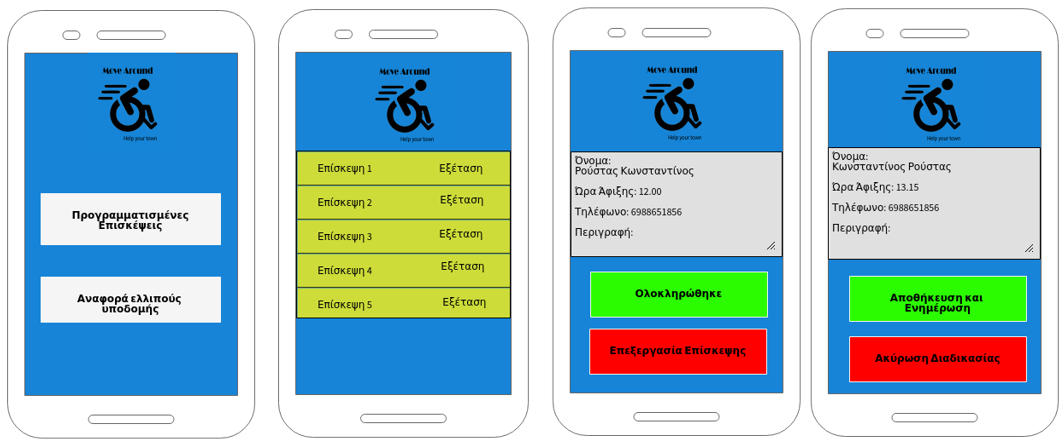 Move Around
Help your town
Προγραμματισμένες
Επισκέψεις
Αναφορά ελλιπούς
υποδομής
Move Around
Επίσκεψη 1 Εξέταση
Επίσκεψη 2 Εξέταση
Επίσκεψη 3 Εξέταση
Επίσκεψη 4 Εξέταση
Επίσκεψη 5 Εξέταση
Move Around
Help your town
Όνομα:
Ρούστας Κωνσταντίνος
Ώρα Άφιξης: 12.00
Τηλέφωνο: 6988651856
Περιγραφή:
Ολοκληρώθηκε
Επεξεργασία Επίσκεψης
Move Around
Help your town
Όνομα:
Κωνσταντίνος Ρούστας
Ώρα Άφιξης: 13.15
Τηλέφωνο: 6988651856
Περιγραφή:
Αποθήκευση και
Ενημέρωση
Ακύρωση Διαδικασίας